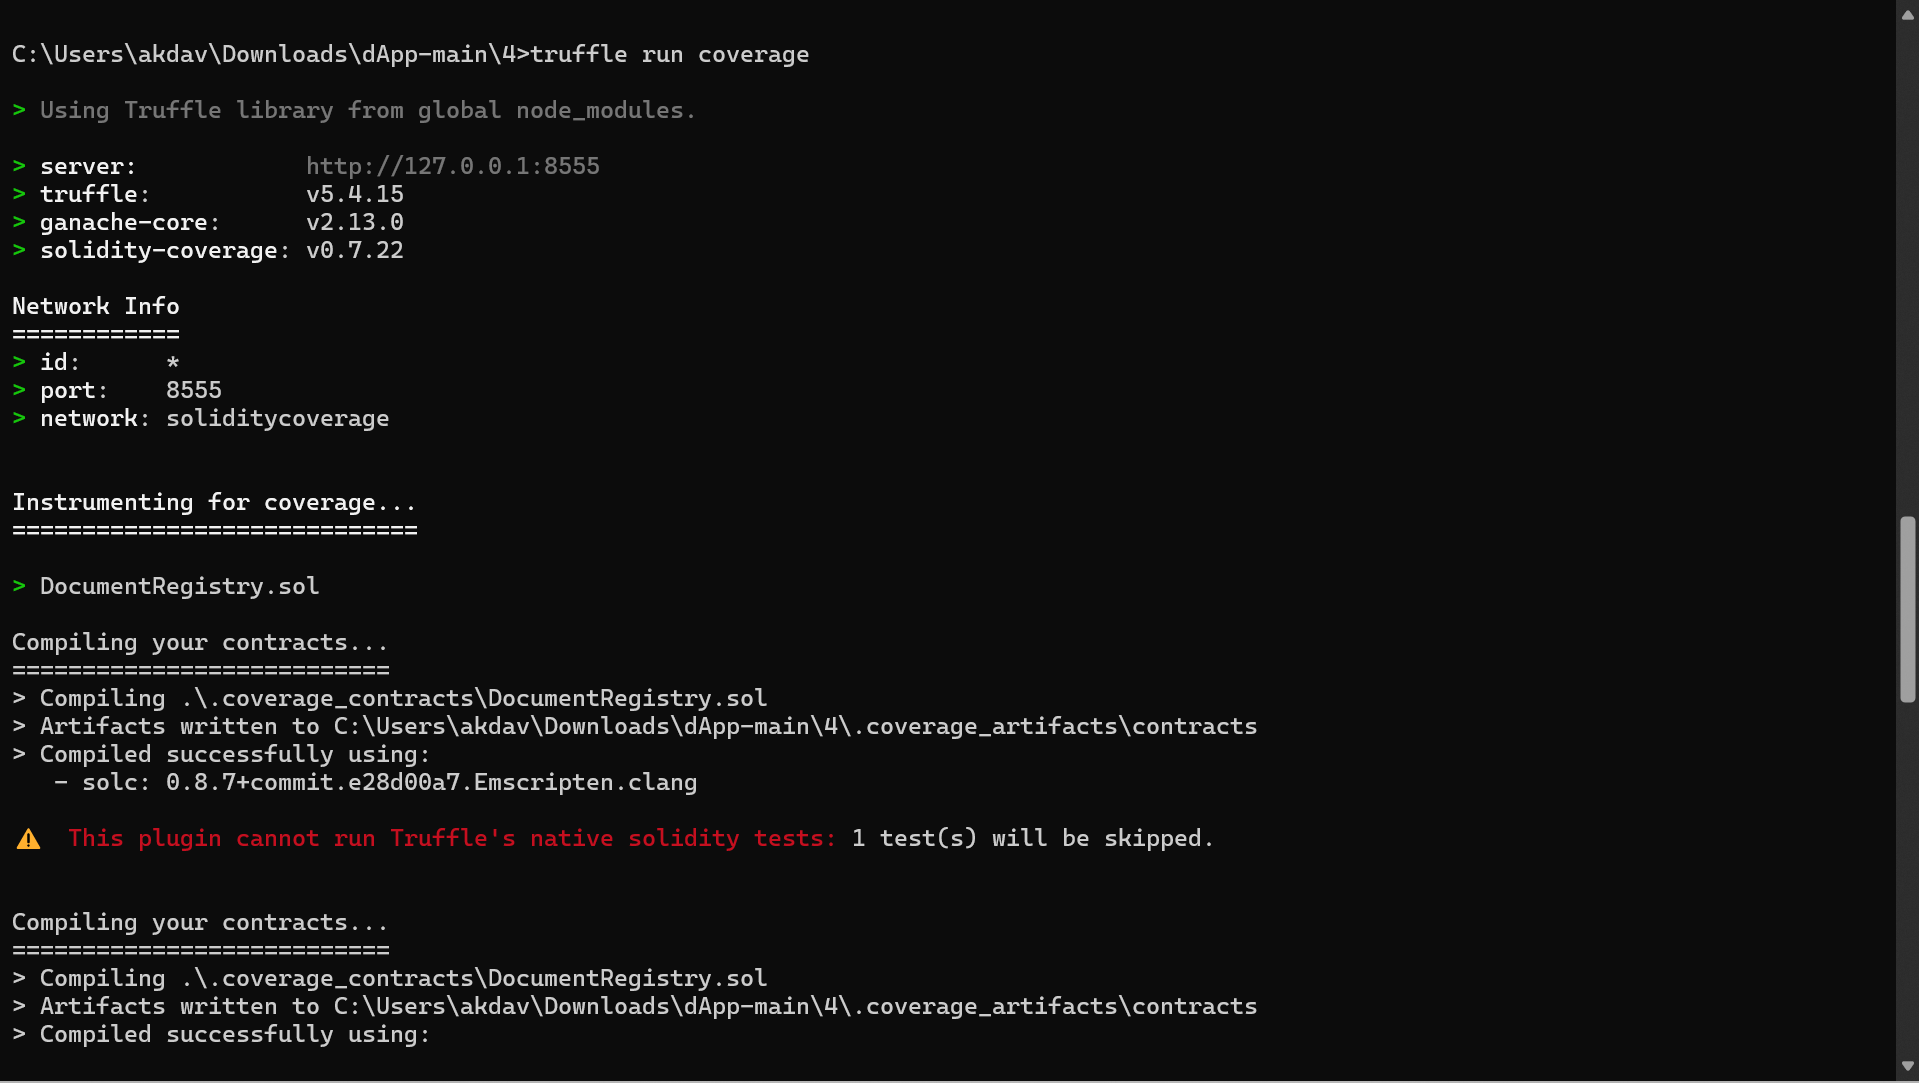 C:\Users\akdav\Downloads\dApp-main\4>truffle run coverage
> Using Truffle library from global node_modules.
> server:            http://127.0.0.1:8555
> truffle:           v5.4.15
> ganache-core:      v2.13.0
> solidity-coverage: v0.7.22
Network Info
============
> id:      *
> port:    8555
> network: soliditycoverage
Instrumenting for coverage...
=============================
> DocumentRegistry.sol
Compiling your contracts...
===========================
> Compiling .\.coverage_contracts\DocumentRegistry.sol
> Artifacts written to C:\Users\akdav\Downloads\dApp-main\4\.coverage_artifacts\contracts
> Compiled successfully using:
   - solc: 0.8.7+commit.e28d00a7.Emscripten.clang
⚠  This plugin cannot run Truffle's native solidity tests: 1 test(s) will be skipped.
Compiling your contracts...
===========================
> Compiling .\.coverage_contracts\DocumentRegistry.sol
> Artifacts written to C:\Users\akdav\Downloads\dApp-main\4\.coverage_artifacts\contracts
> Compiled successfully using: